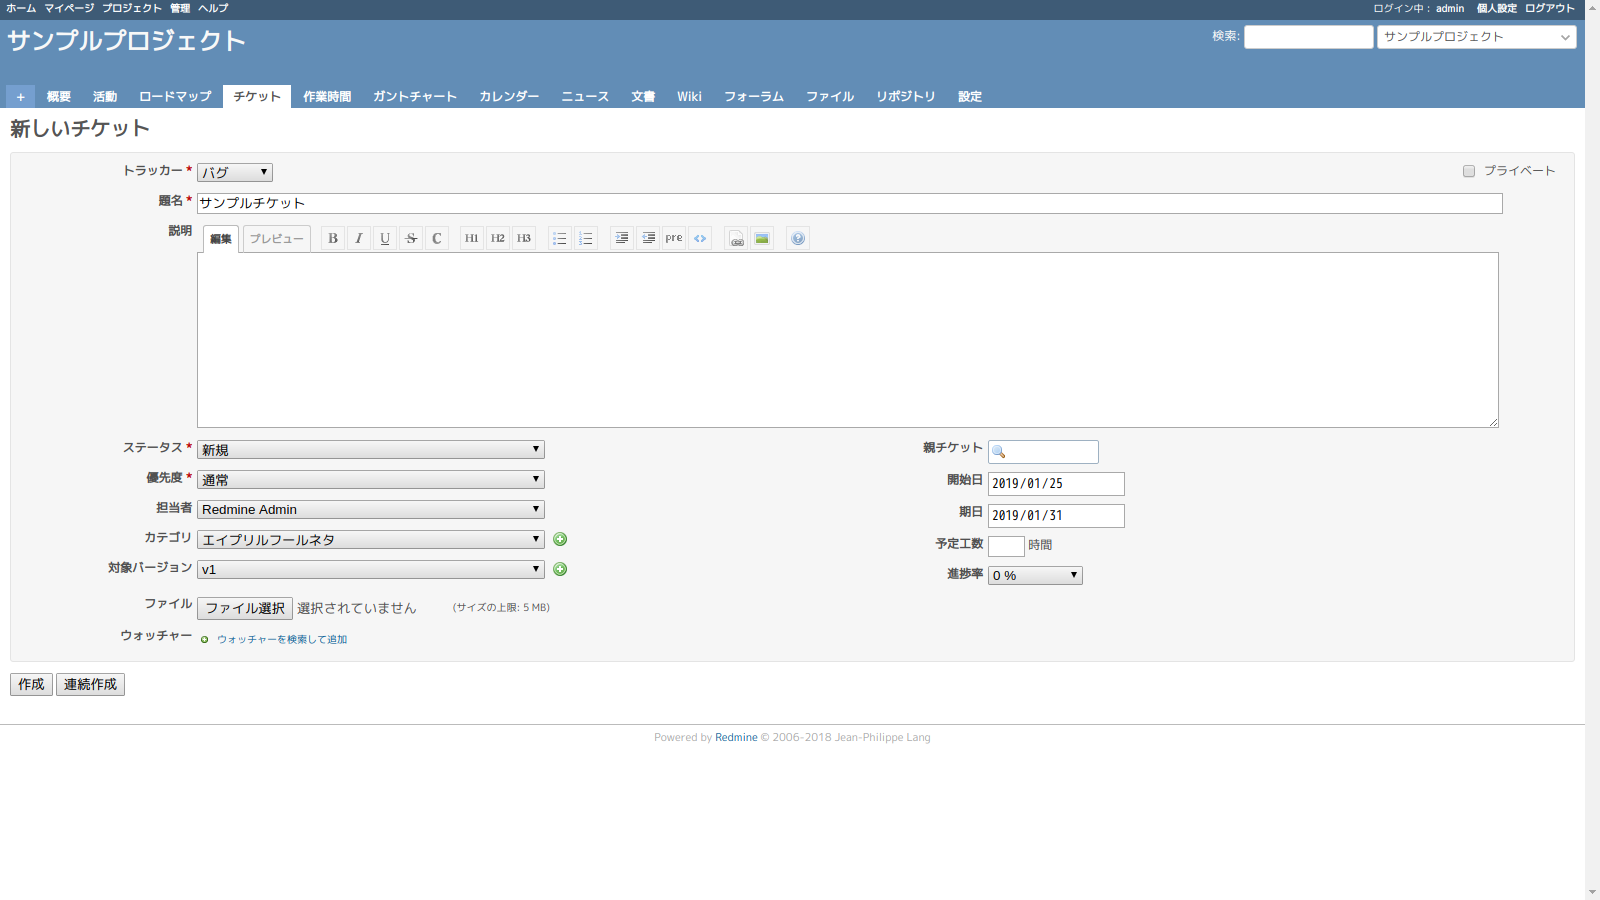 ホーム マイページ プロジェクト 管理 ヘルプ ログイン中 : admin 個人設定 ログアウト
サンプルプロジェクト 検索: サンプルプロジェクト
+ 概要 活動 ロードマップ チケット 作業時間 ガントチャート カレンダー ニュース 文書 Wiki フォーラム ファイル リポジトリ 設定
新しいチケット
トラッカー * バグ プライベート
題名 * サンプルチケット
説明 編集 プレビュー B I U S C H1 H2 H3 pre <>
ステータス * 新規 親チケット
優先度 * 通常 開始日 2019/01/25
担当者 Redmine Admin 期日 2019/01/31
カテゴリ エイプリルフールネタ 予定工数 時間
対象バージョン v1 進捗率 0 %
ファイル ファイル選択 選択されていません (サイズの上限: 5 MB)
ウォッチャー ウォッチャーを検索して追加
作成 連続作成
Powered by Redmine © 2006-2018 Jean-Philippe Lang